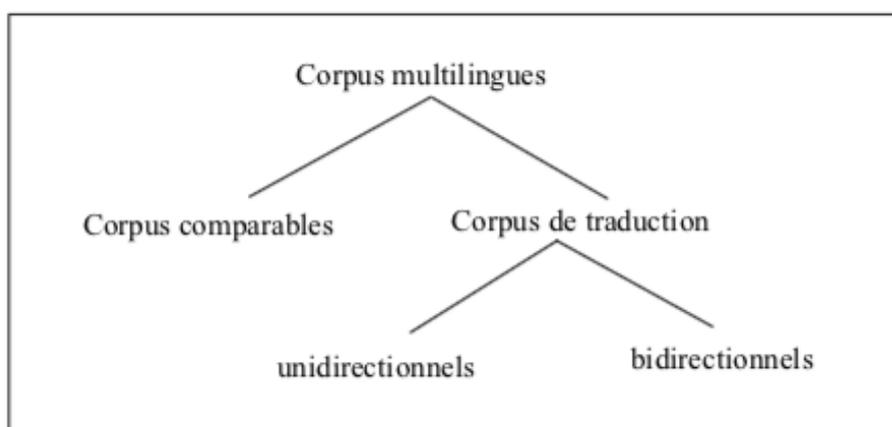 Corpus multilingues
Corpus comparables
Corpus de traduction
unidirectionnels
bidirectionnels